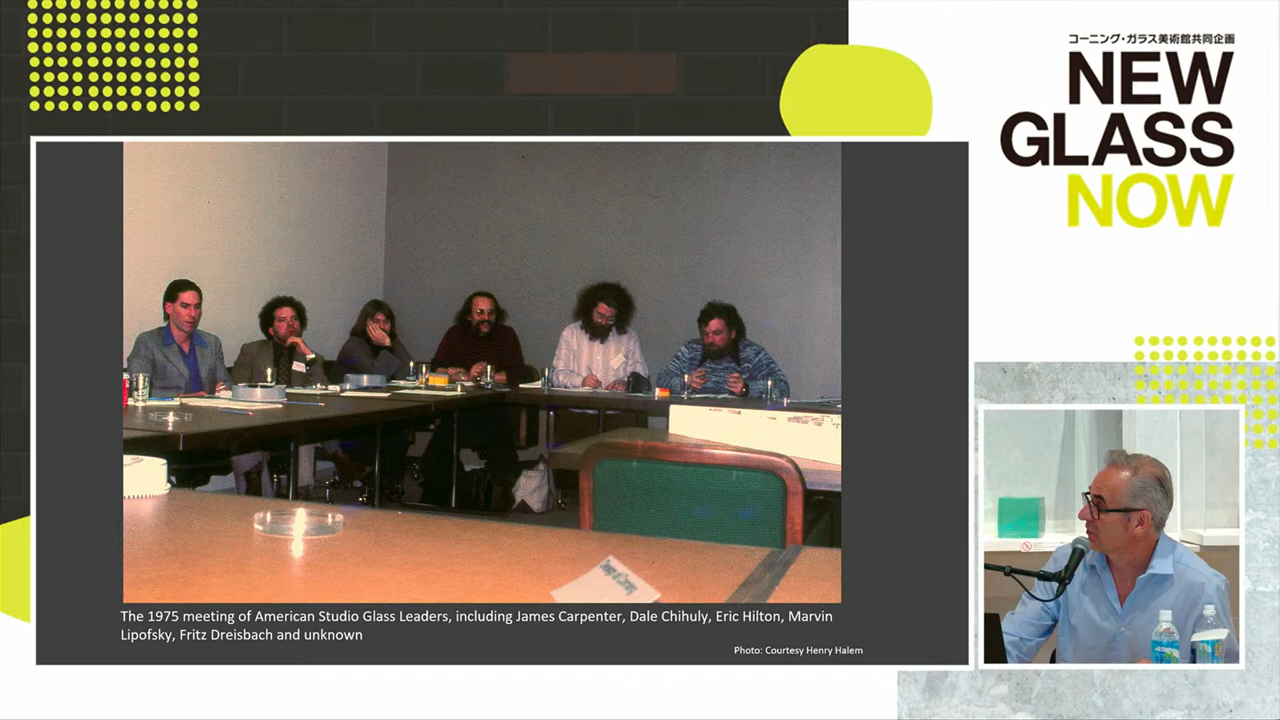 コーニング・ガラス美術館共同企画
NEW
GLASS
NOW
The 1975 meeting of American Studio Glass Leaders, including James Carpenter, Dale Chihuly, Eric Hilton, Marvin
Lipofsky, Fritz Dreisbach and unknown
Photo: Courtesy Henry Halem